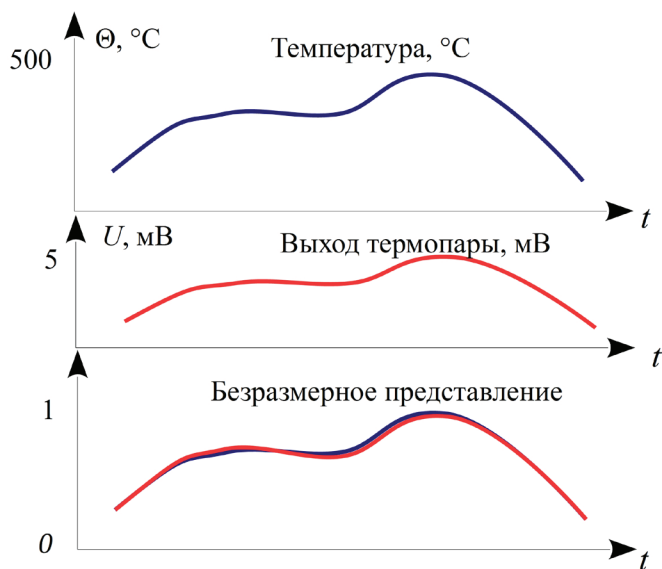 Θ, °C
Температура, °C
500
t
U, мВ
Выход термопары, мВ
5
t
Безразмерное представление
1
0
t